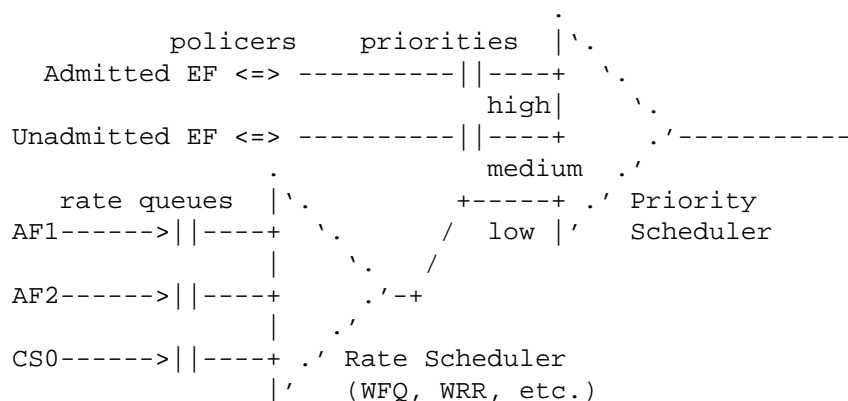 policers priorities
Admitted EF <=> ----------||----+
high
Unadmitted EF <=> ----------||----+ .'-----------
medium
rate queues +-----+ .' Priority
AF1------>||----+ low Scheduler
AF2------>||----+ .'-+
CS0------>||----+ .' Rate Scheduler
(WFQ, WRR, etc.)